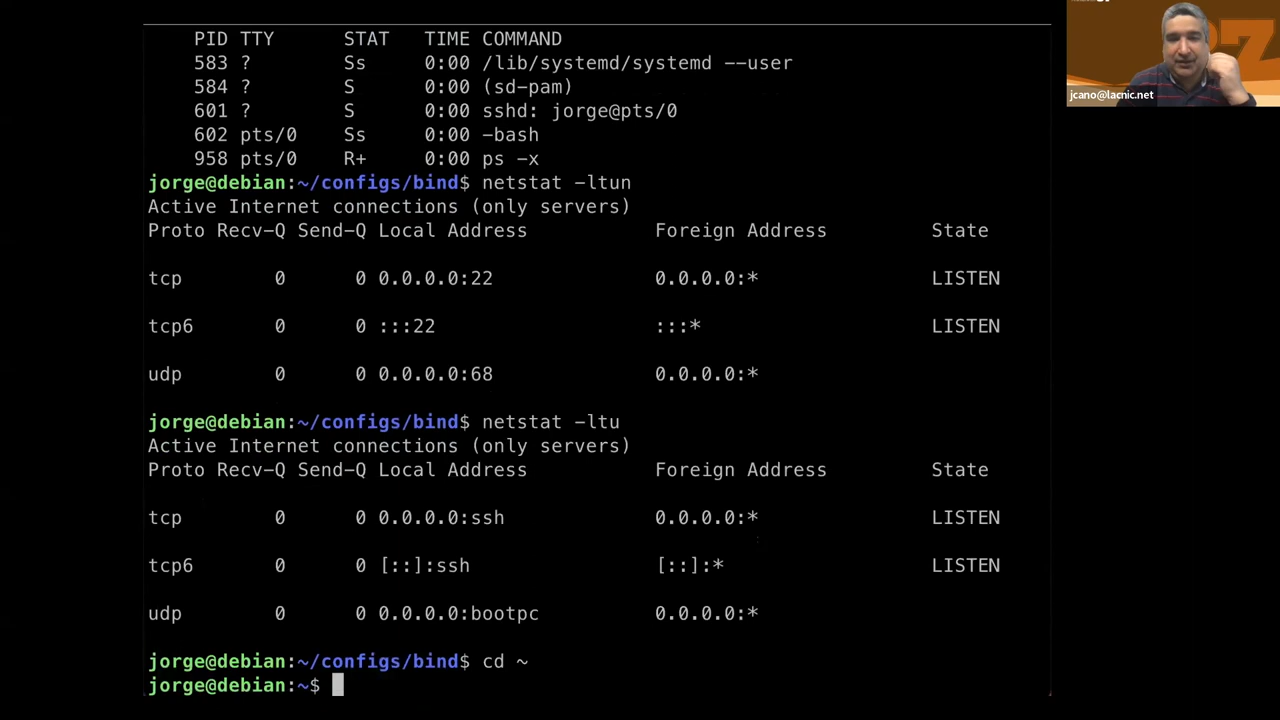 PID TTY STAT TIME COMMAND
583 ? Ss 0:00 /lib/systemd/systemd --user
584 ? S 0:00 (sd-pam)
601 ? S 0:00 sshd: jorge@pts/0
602 pts/0 Ss 0:00 -bash
958 pts/0 R+ 0:00 ps -x
jorge@debian:~/configs/bind$ netstat -ltun
Active Internet connections (only servers)
Proto Recv-Q Send-Q Local Address Foreign Address State
tcp 0 0 0.0.0.0:22 0.0.0.0:* LISTEN
tcp6 0 0 :::22 :::* LISTEN
udp 0 0 0.0.0.0:68 0.0.0.0:*
jorge@debian:~/configs/bind$ netstat -ltu
Active Internet connections (only servers)
Proto Recv-Q Send-Q Local Address Foreign Address State
tcp 0 0 0.0.0.0:ssh 0.0.0.0:* LISTEN
tcp6 0 0 [::]:ssh [::]:* LISTEN
udp 0 0 0.0.0.0:bootpc 0.0.0.0:*
jorge@debian:~/configs/bind$ cd ~
jorge@debian:~$
jcano@lacnic.net